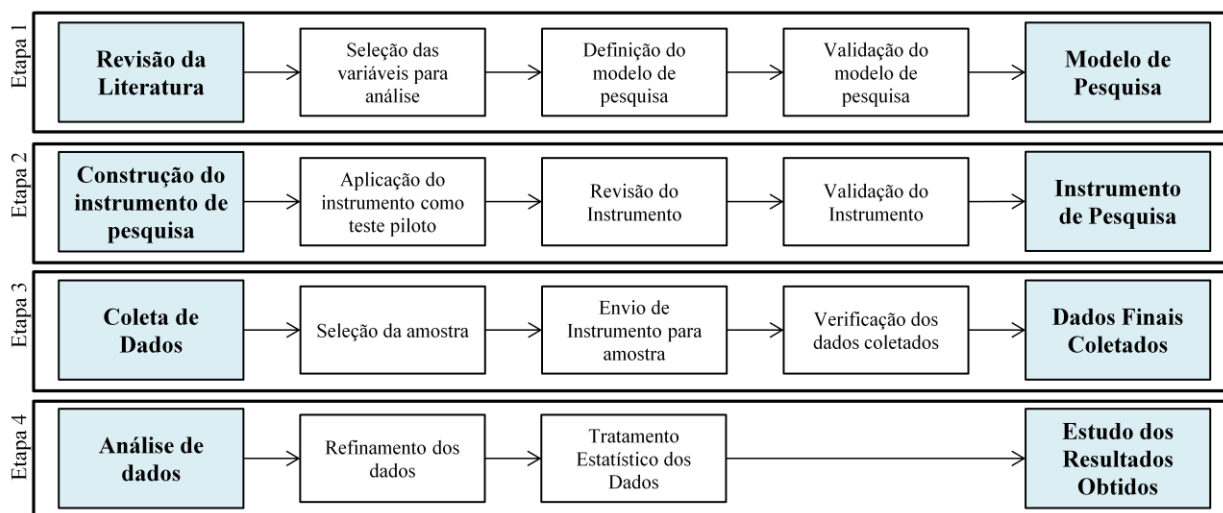 Etapa 1
Revisão da
Literatura
Seleção das
variáveis para
análise
Definição do
modelo de
pesquisa
Validação do
modelo de
pesquisa
Modelo de
Pesquisa
Etapa 2
Construção do
instrumento de
pesquisa
Aplicação do
instrumento como
teste piloto
Revisão do
Instrumento
Validação do
Instrumento
Instrumento
de Pesquisa
Etapa 3
Coleta de
Dados
Seleção da amostra
Envio de
Instrumento para
amostra
Verificação dos
dados coletados
Dados Finais
Coletados
Etapa 4
Análise de
dados
Refinamento dos
dados
Tratamento
Estatístico dos
Dados
Estudo dos
Resultados
Obtidos